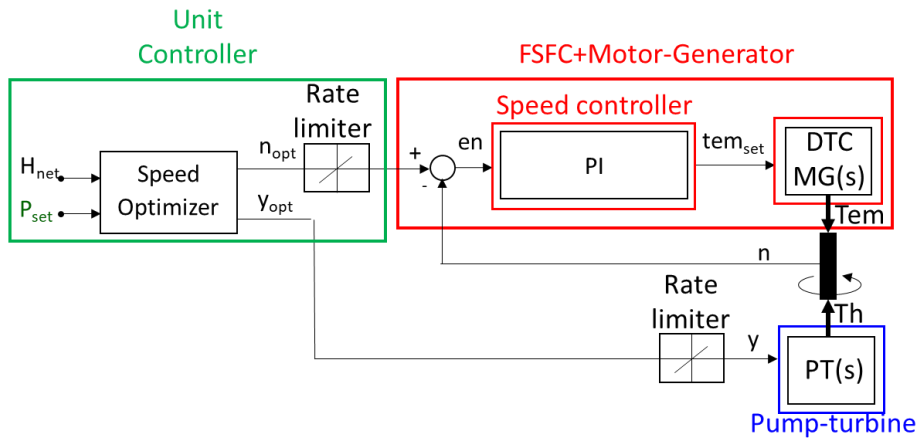 Unit
Controller
FSFC+Motor-Generator
Rate
limiter
Speed controller
H_net
P_set
Speed
Optimizer
n_opt
y_opt
+
-
en
PI
tem_set
DTC
MG(s)
Tem
n
Rate
limiter
Th
y
PT(s)
Pump-turbine